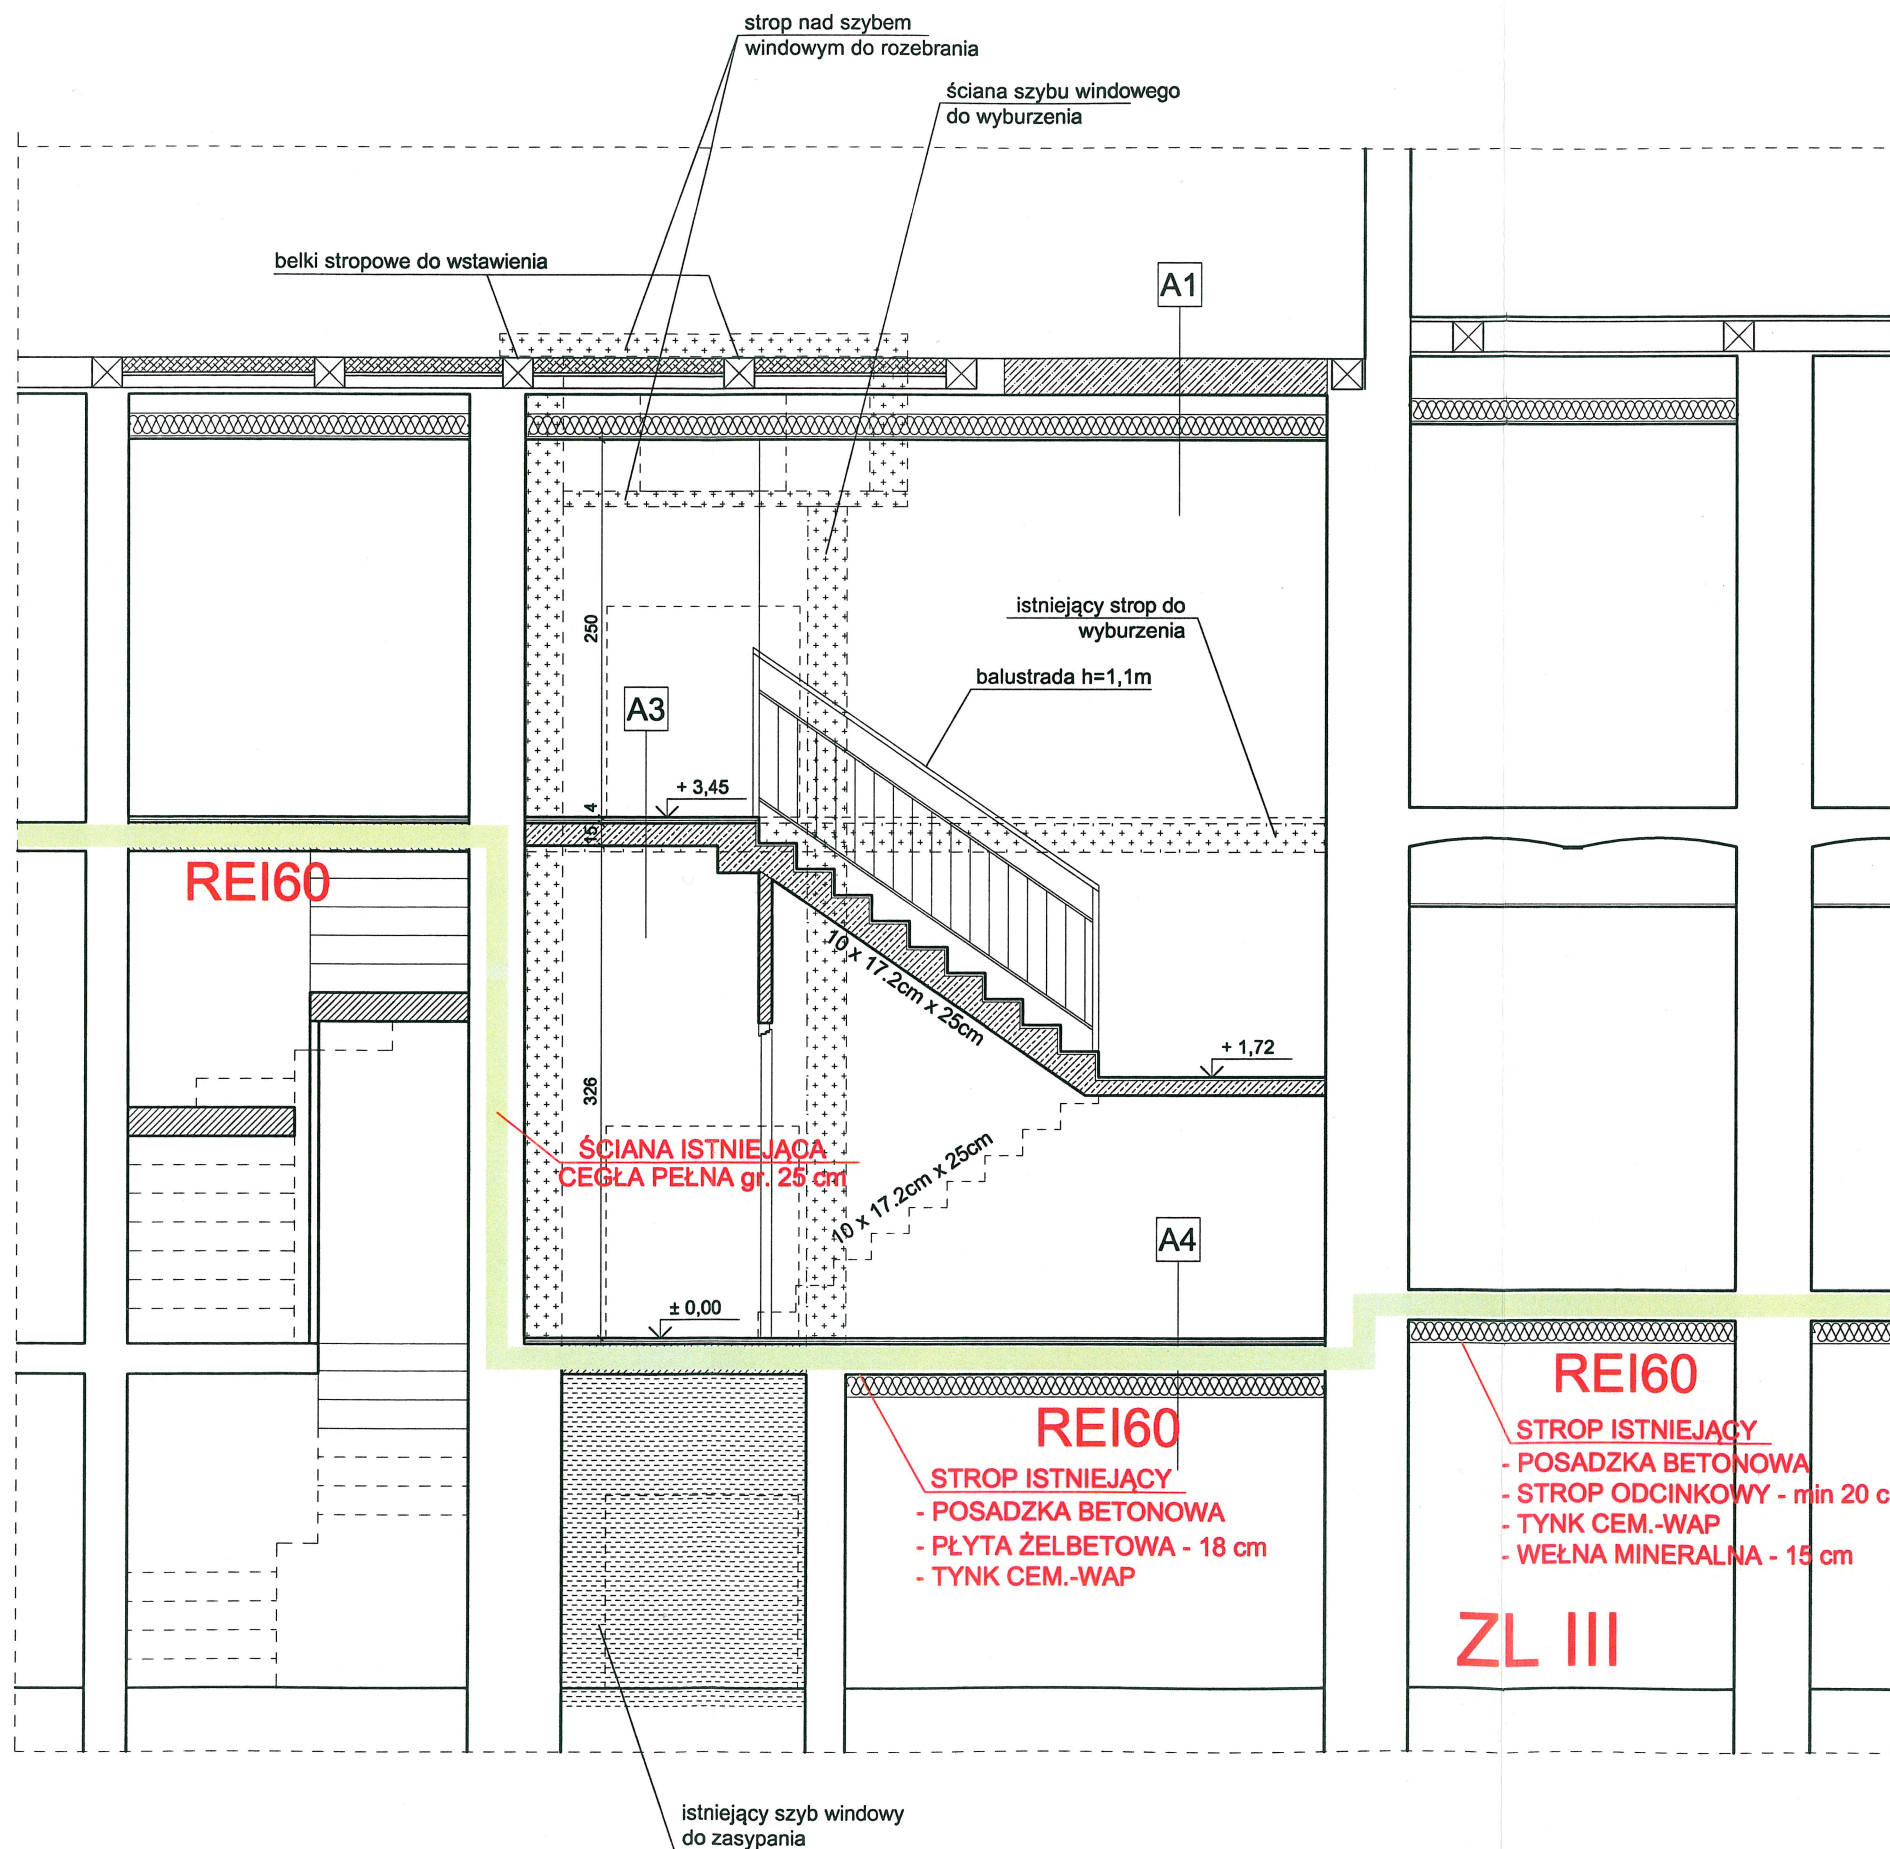 strop nad szybem
windowym do rozebrania
ściana szybu windowego
do wyburzenia
belki stropowe do wstawienia
A1
istniejący strop do
wyburzenia
250
balustrada h=1,1m
A3
+ 3,45
4
15
REI60
10 x 17.2cm x 25cm
+ 1,72
326
ŚCIANA ISTNIEJĄCA
CEGŁA PEŁNA gr. 25 cm
10 x 17.2cm x 25cm
A4
± 0,00
REI60
STROP ISTNIEJĄCY
- POSADZKA BETONOWA
- PŁYTA ŻELBETOWA - 18 cm
- TYNK CEM.-WAP
REI60
STROP ISTNIEJĄCY
- POSADZKA BETONOWA
- STROP ODCINKOWY - min 20 c
- TYNK CEM.-WAP
- WEŁNA MINERALNA - 15 cm
ZL III
istniejący szyb windowy
do zasypania